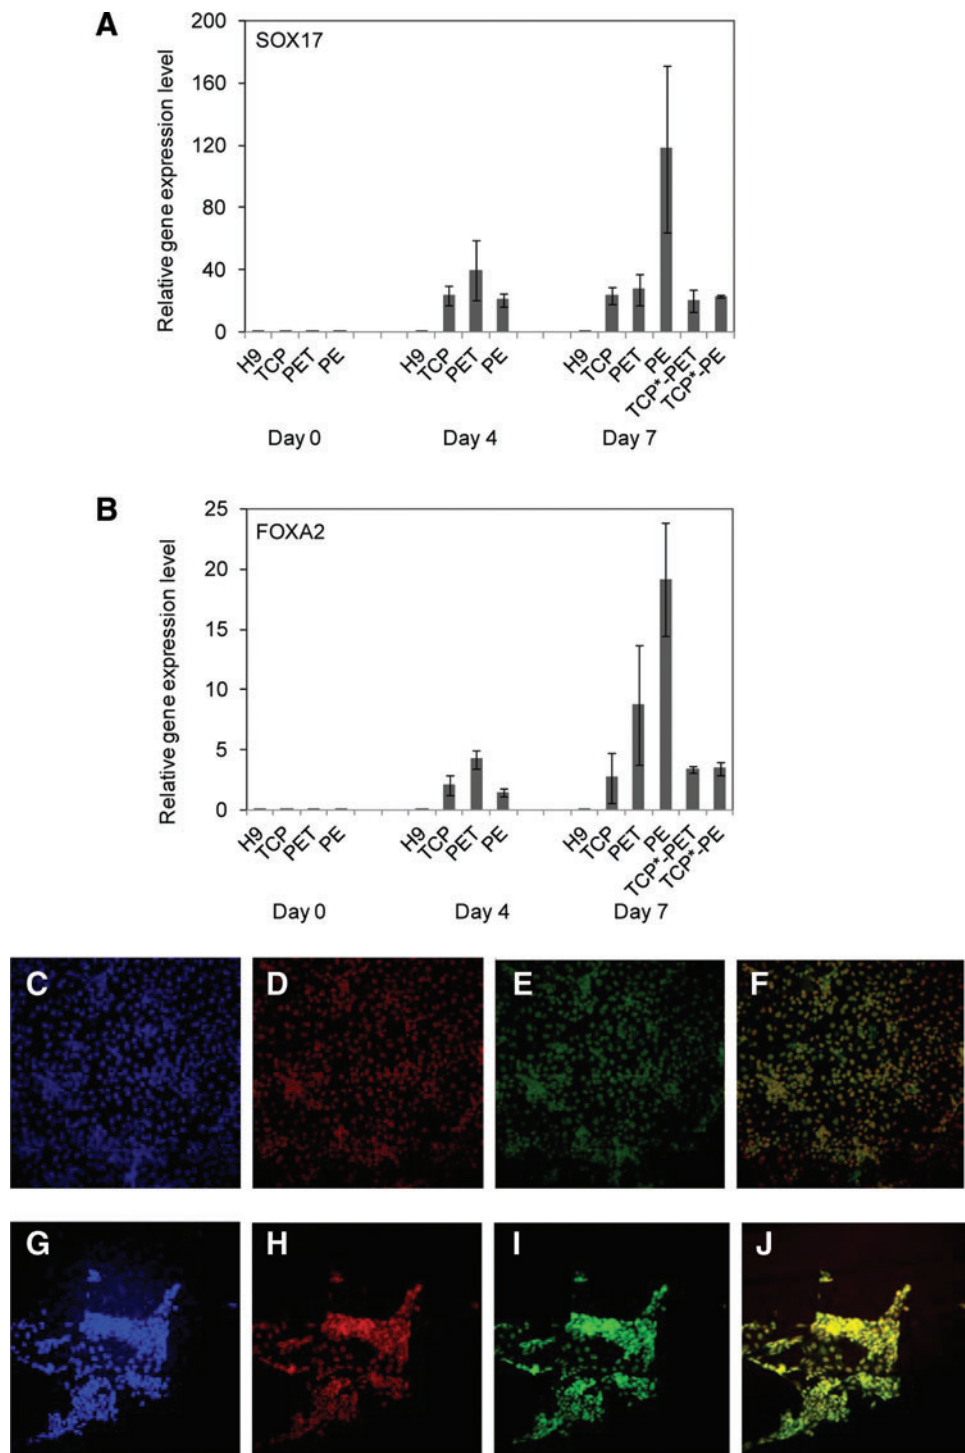 A
SOX17
Relative gene expression level
200
160
120
80
40
0
H9 TCP PET PE H9 TCP PET PE H9 TCP PET PE TCP*-PET TCP*-PE
Day 0 Day 4 Day 7
B
FOXA2
Relative gene expression level
25
20
15
10
5
0
H9 TCP PET PE H9 TCP PET PE H9 TCP PET PE TCP*-PET TCP*-PE
Day 0 Day 4 Day 7
C D E F
G H I J